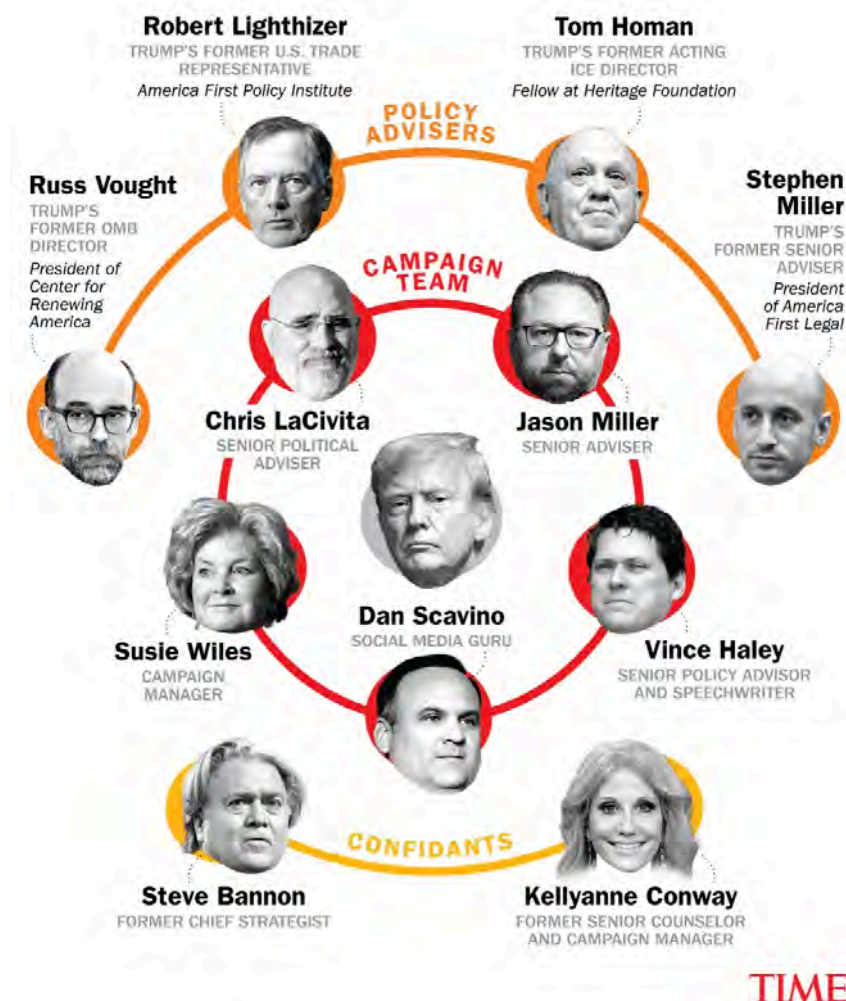 Robert Lighthizer
TRUMP'S FORMER U.S. TRADE
REPRESENTATIVE
America First Policy Institute
Tom Homan
TRUMP'S FORMER ACTING
ICE DIRECTOR
Fellow at Heritage Foundation
POLICY
ADVISERS
Russ Vought
TRUMP'S
FORMER OMB
DIRECTOR
President of
Center for
Renewing
America
Stephen
Miller
TRUMP'S
FORMER SENIOR
ADVISER
President
of America
First Legal
CAMPAIGN
TEAM
Chris LaCivita
SENIOR POLITICAL
ADVISER
Jason Miller
SENIOR ADVISER
Dan Scavino
SOCIAL MEDIA GURU
Susie Wiles
CAMPAIGN
MANAGER
Vince Haley
SENIOR POLICY ADVISOR
AND SPEECHWRITER
CONFIDANTS
Steve Bannon
FORMER CHIEF STRATEGIST
Kellyanne Conway
FORMER SENIOR COUNSELOR
AND CAMPAIGN MANAGER
TIME